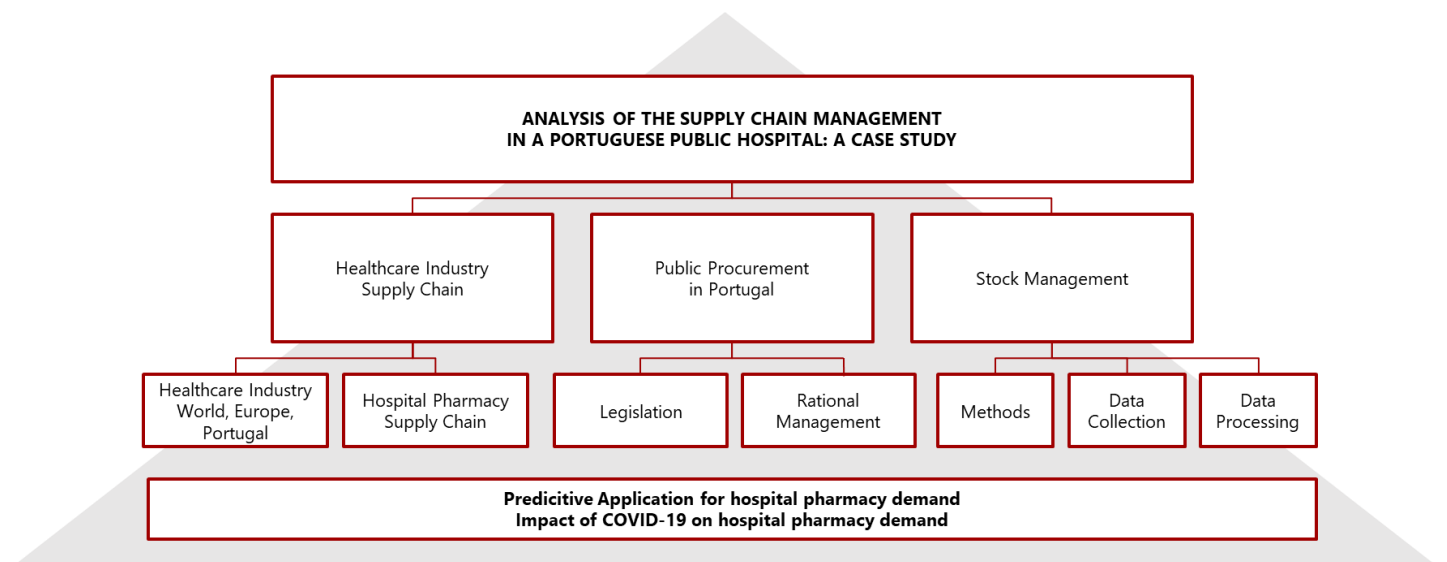 ANALYSIS OF THE SUPPLY CHAIN MANAGEMENT
IN A PORTUGUESE PUBLIC HOSPITAL: A CASE STUDY
Healthcare Industry
Supply Chain
Public Procurement
in Portugal
Stock Management
Healthcare Industry
World, Europe,
Portugal
Hospital Pharmacy
Supply Chain
Legislation
Rational
Management
Methods
Data
Collection
Data
Processing
Predicitive Application for hospital pharmacy demand
Impact of COVID-19 on hospital pharmacy demand